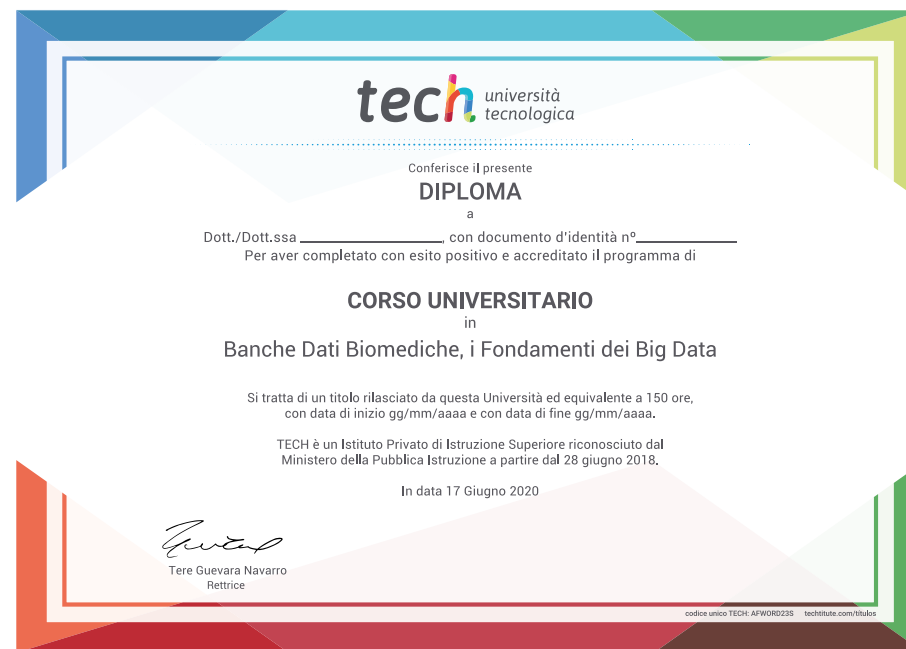 tech università
tecnologica
Conferisce il presente
DIPLOMA
a
Dott./Dott.ssa ________________, con documento d'identità nº____________
Per aver completato con esito positivo e accreditato il programma di
CORSO UNIVERSITARIO
in
Banche Dati Biomediche, i Fondamenti dei Big Data
Si tratta di un titolo rilasciato da questa Università ed equivalente a 150 ore,
con data di inizio gg/mm/aaaa e con data di fine gg/mm/aaaa.
TECH è un Istituto Privato di Istruzione Superiore riconosciuto dal
Ministero della Pubblica Istruzione a partire dal 28 giugno 2018.
In data 17 Giugno 2020
Tere Guevara Navarro
Rettrice
codice unico TECH: AFWORD23S techtitute.com/títulos